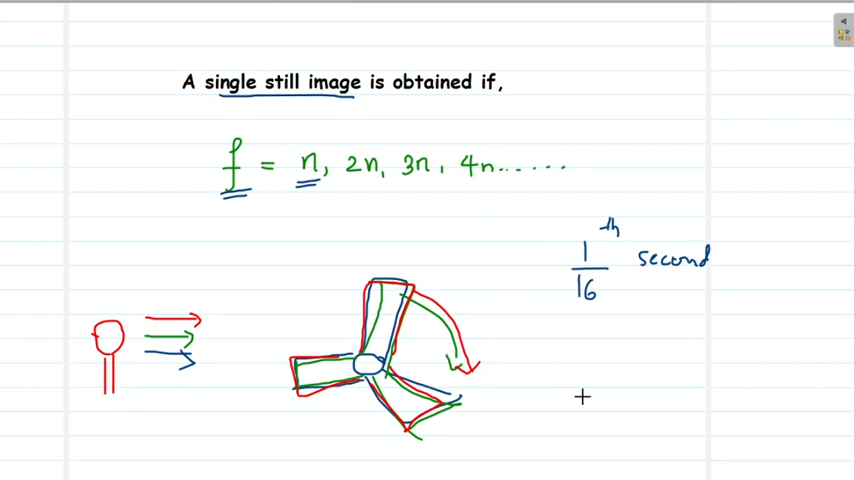 A single still image is obtained if,
f = n, 2n, 3n, 4n......
1/16 th second